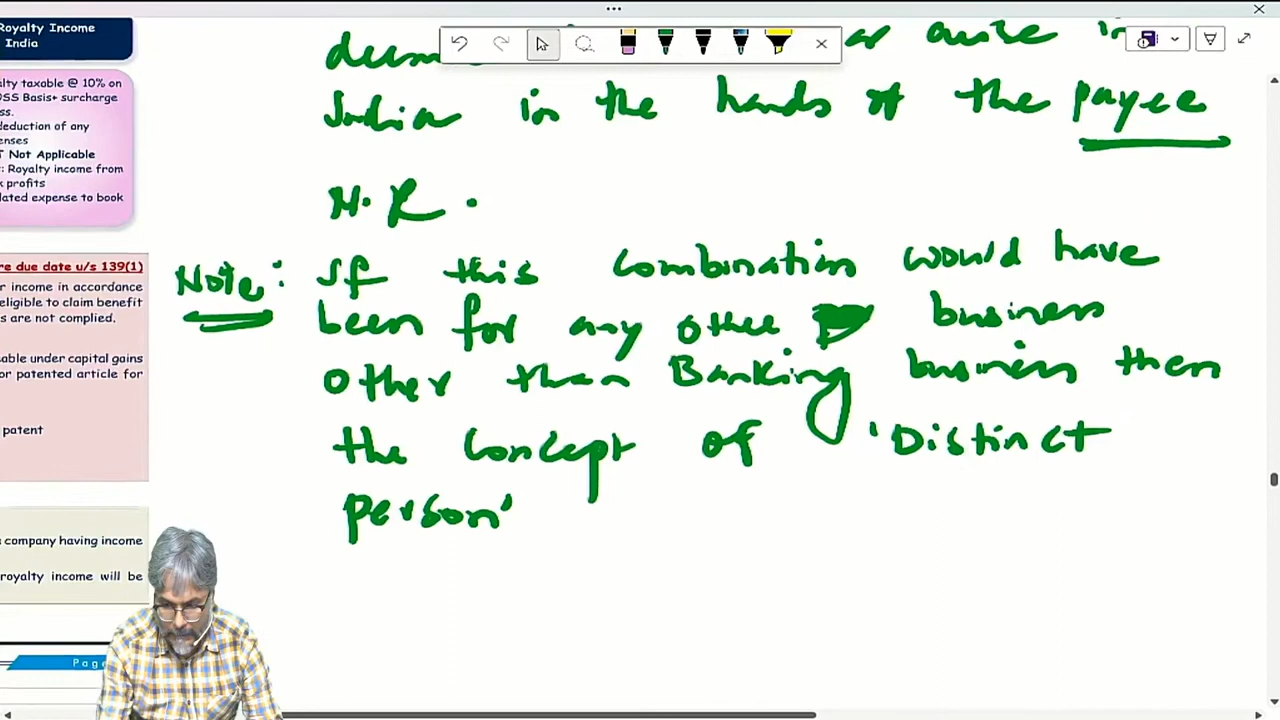 Royalty Income
India
alty taxable @ 10% on
OSS Basis+ surcharge
ss.
deduction of any
enses
T Not Applicable
: Royalty income from
k profits
lated expense to book
re due date u/s 139(1)
r income in accordance
eligible to claim benefit
s are not complied.
able under capital gains
or patented article for
patent
a company having income
royalty income will be
Page
India in the hands of the payee
N.R.
Note: If this combination would have
been for any other business
other than Banking business then
the concept of 'Distinct
person'